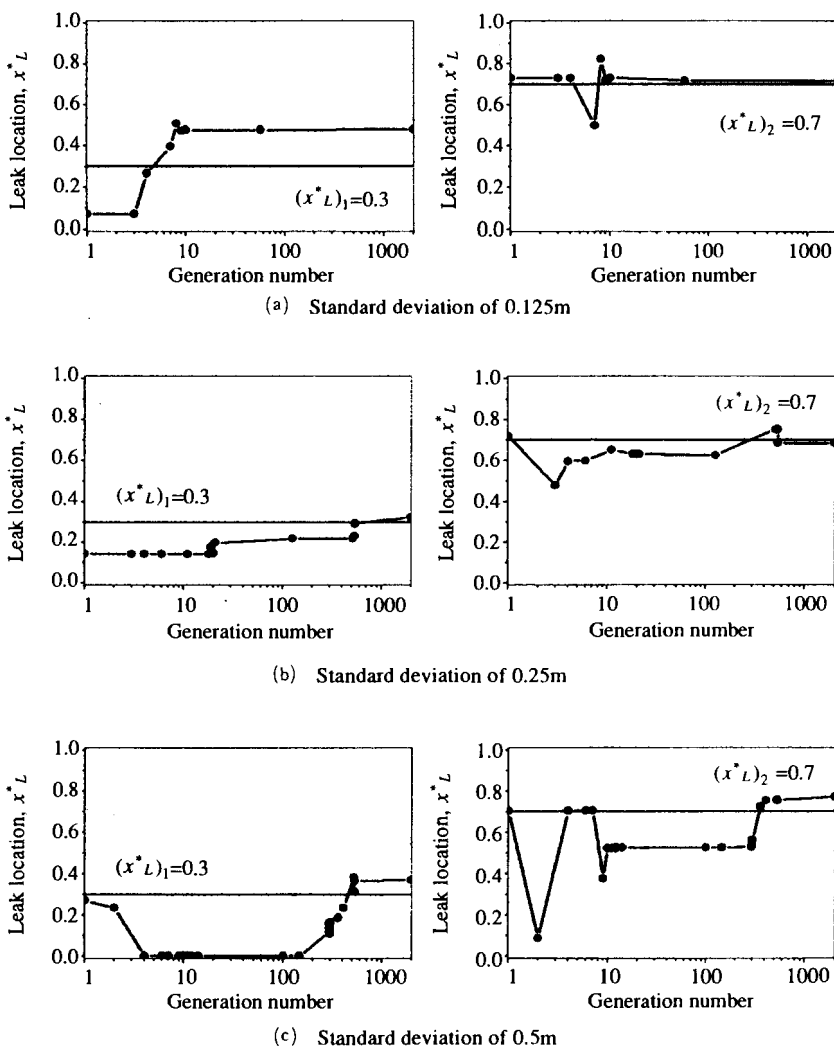 1.0
0.8
0.6
0.4
0.2
0.0
Leak location, x*L
(x*L)1=0.3
1 10 100 1000
Generation number
1.0
0.8
0.6
0.4
0.2
0.0
Leak location, x*L
(x*L)2=0.7
1 10 100 1000
Generation number
(a) Standard deviation of 0.125m
1.0
0.8
0.6
0.4
0.2
0.0
Leak location, x*L
(x*L)1=0.3
1 10 100 1000
Generation number
1.0
0.8
0.6
0.4
0.2
0.0
Leak location, x*L
(x*L)2 =0.7
1 10 100 1000
Generation number
(b) Standard deviation of 0.25m
1.0
0.8
0.6
0.4
0.2
0.0
Leak location, x*L
(x*L)1=0.3
1 10 100 1000
Generation number
1.0
0.8
0.6
0.4
0.8
0.0
Leak location, x*L
(x*L)2 =0.7
1 10 100 1000
Generation number
(c) Standard deviation of 0.5m